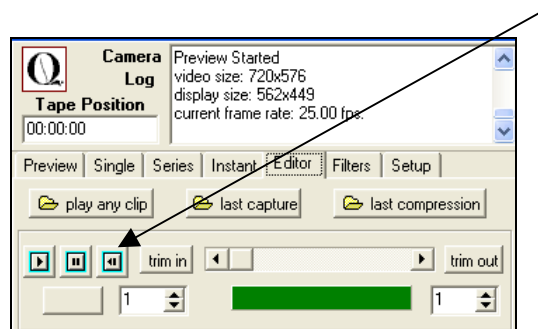 Camera
Log
Tape Position
00:00:00
Preview Started
video size: 720x576
display size: 562x449
current frame rate: 25.00 fps.
Preview Single Series Instant Editor Filters Setup
play any clip last capture last compression
trim in trim out
1 1